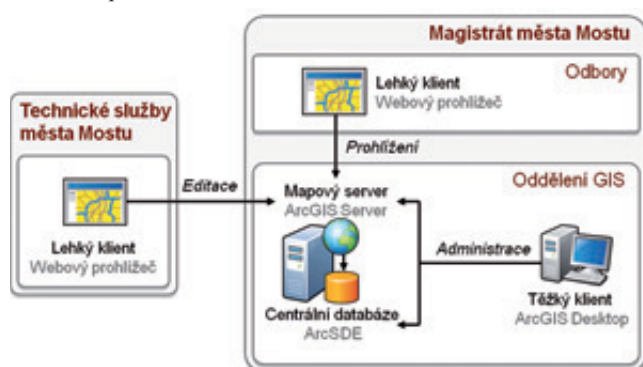 Magistrát města Mostu
Odbory
Lehký klient
Webový prohlížeč
Technické služby
města Mostu
Lehký klient
Webový prohlížeč
Editace
Prohlížení
Oddělení GIS
Mapový server
ArcGIS Server
Centrální databáze
ArcSDE
Administrace
Těžký klient
ArcGIS Desktop